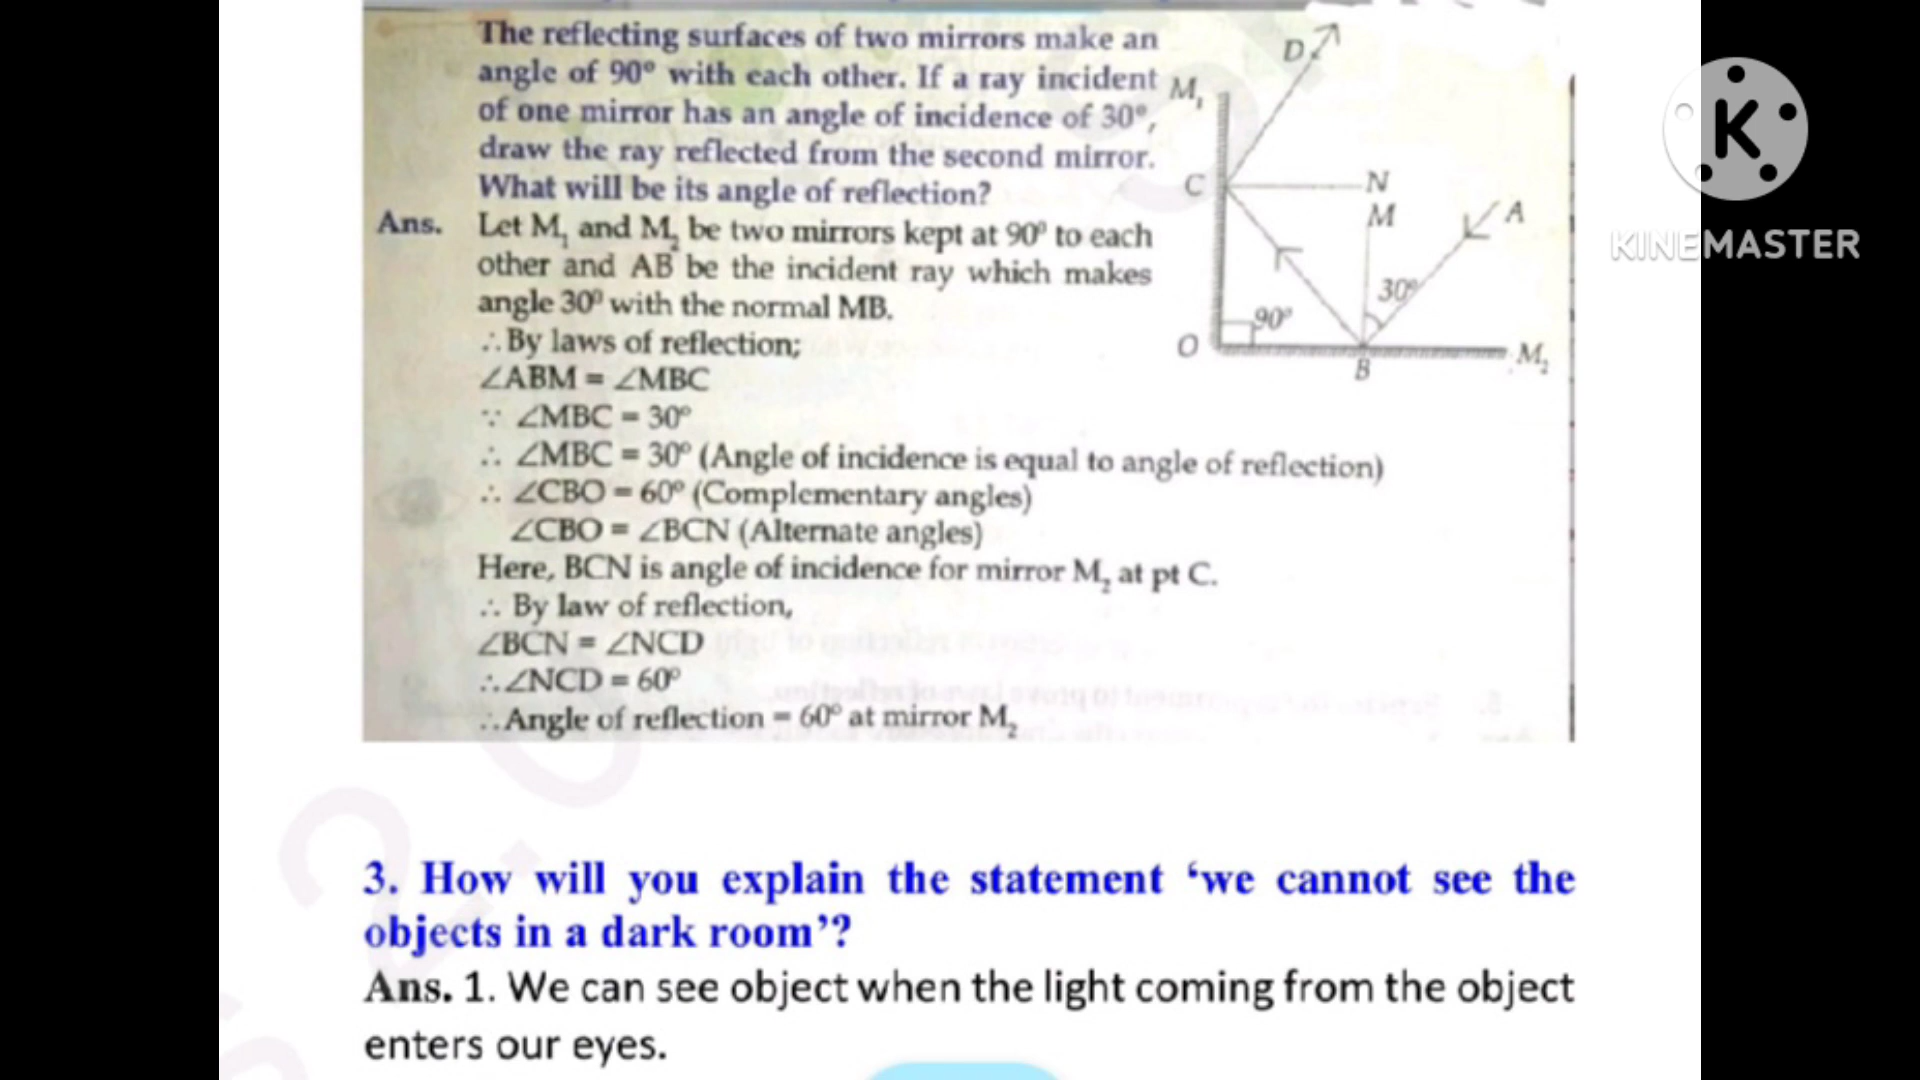 The reflecting surfaces of two mirrors make an
angle of 90° with each other. If a ray incident
of one mirror has an angle of incidence of 30°,
draw the ray reflected from the second mirror.
What will be its angle of reflection?
Ans. Let M₁ and M₂ be two mirrors kept at 90° to each
other and AB be the incident ray which makes
angle 30° with the normal MB.
∴ By laws of reflection;
∠ABM = ∠MBC
∵ ∠MBC = 30°
∴ ∠MBC = 30° (Angle of incidence is equal to angle of reflection)
∴ ∠CBO = 60° (Complementary angles)
∠CBO = ∠BCN (Alternate angles)
Here, BCN is angle of incidence for mirror M₂ at pt C.
∴ By law of reflection,
∠BCN = ∠NCD
∴ ∠NCD = 60°
∴ Angle of reflection = 60° at mirror M₂
D
M₁
C
N
M
A
30°
90°
O
B
M₂
K
KINEMASTER
3. How will you explain the statement ‘we cannot see the
objects in a dark room’?
Ans. 1. We can see object when the light coming from the object
enters our eyes.